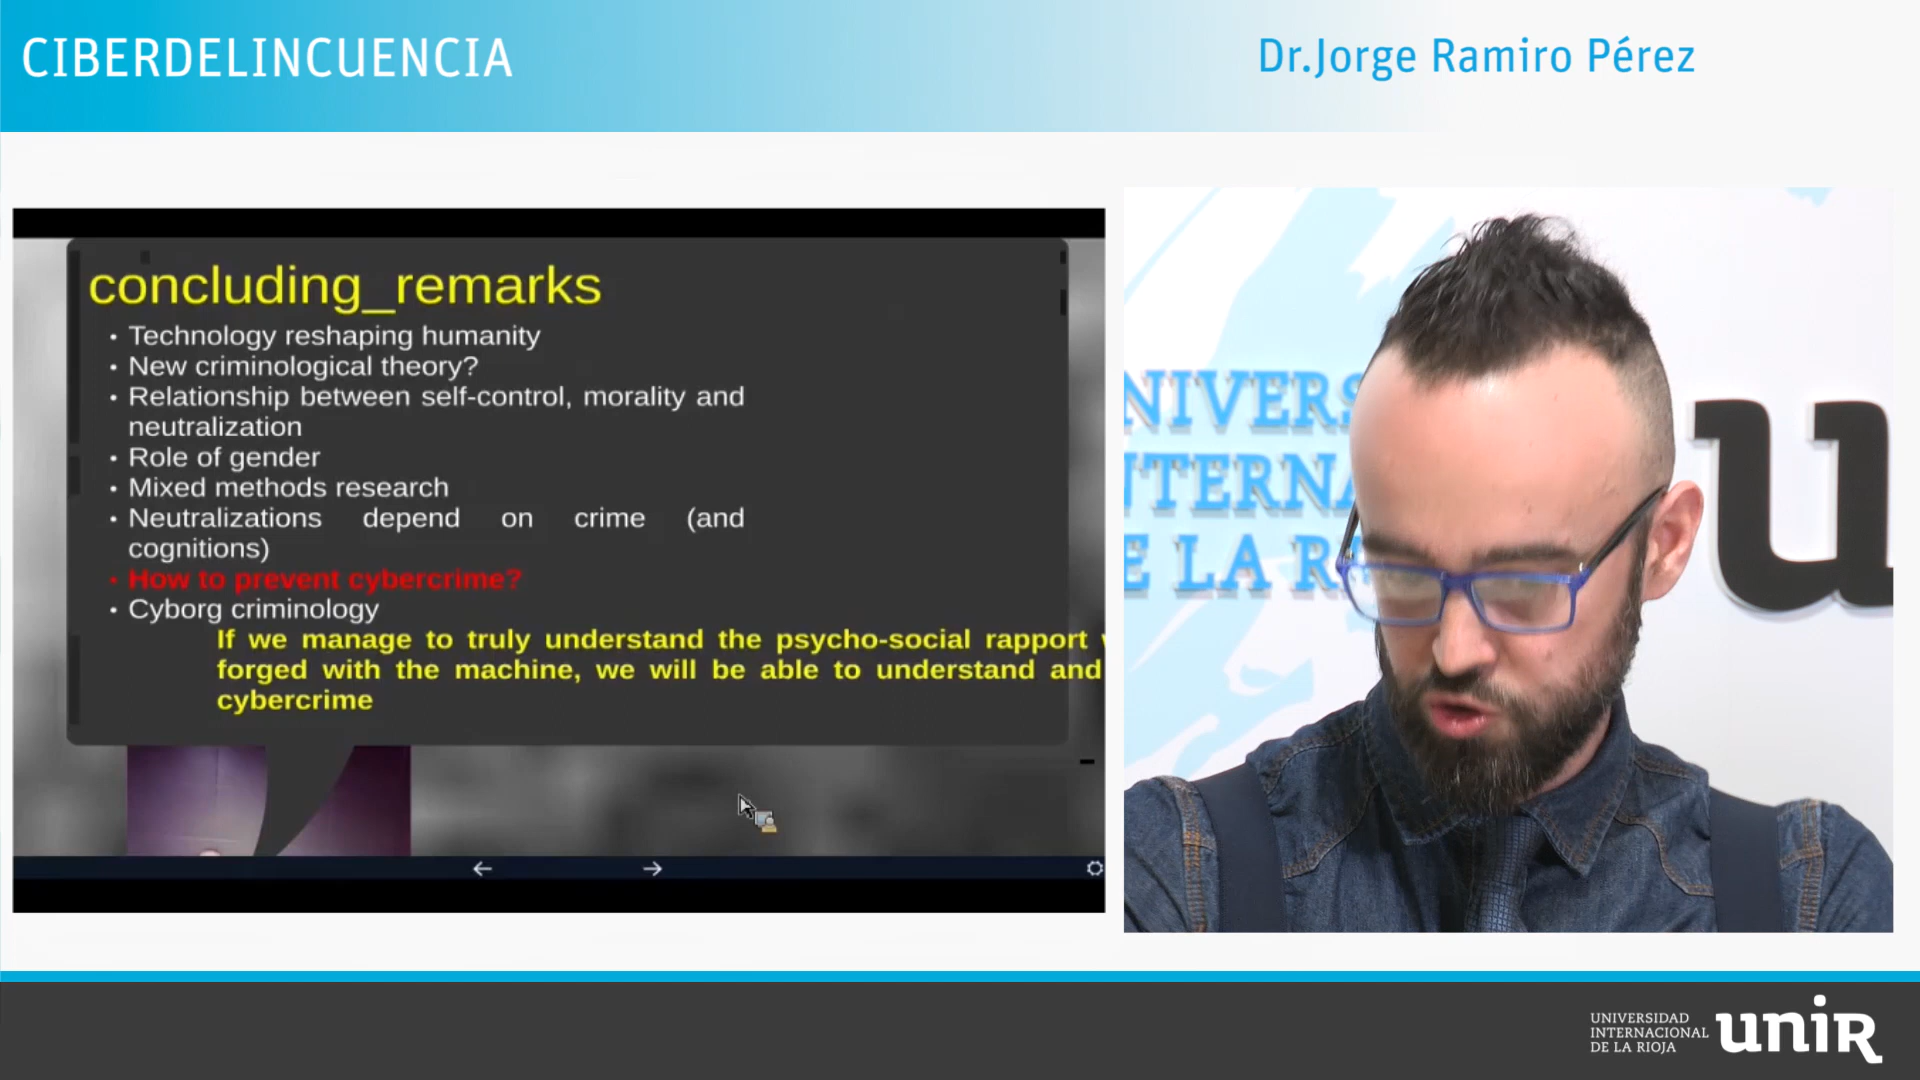 CIBERDELINCUENCIA
Dr.Jorge Ramiro Pérez
concluding_remarks
• Technology reshaping humanity
• New criminological theory?
• Relationship between self-control, morality and
neutralization
• Role of gender
• Mixed methods research
• Neutralizations depend on crime (and
cognitions)
• How to prevent cybercrime?
• Cyborg criminology
If we manage to truly understand the psycho-social rapport
forged with the machine, we will be able to understand and
cybercrime
NIVERS
NTERNA
E LA R
u
UNIVERSIDAD
INTERNACIONAL
DE LA RIOJA
uniR